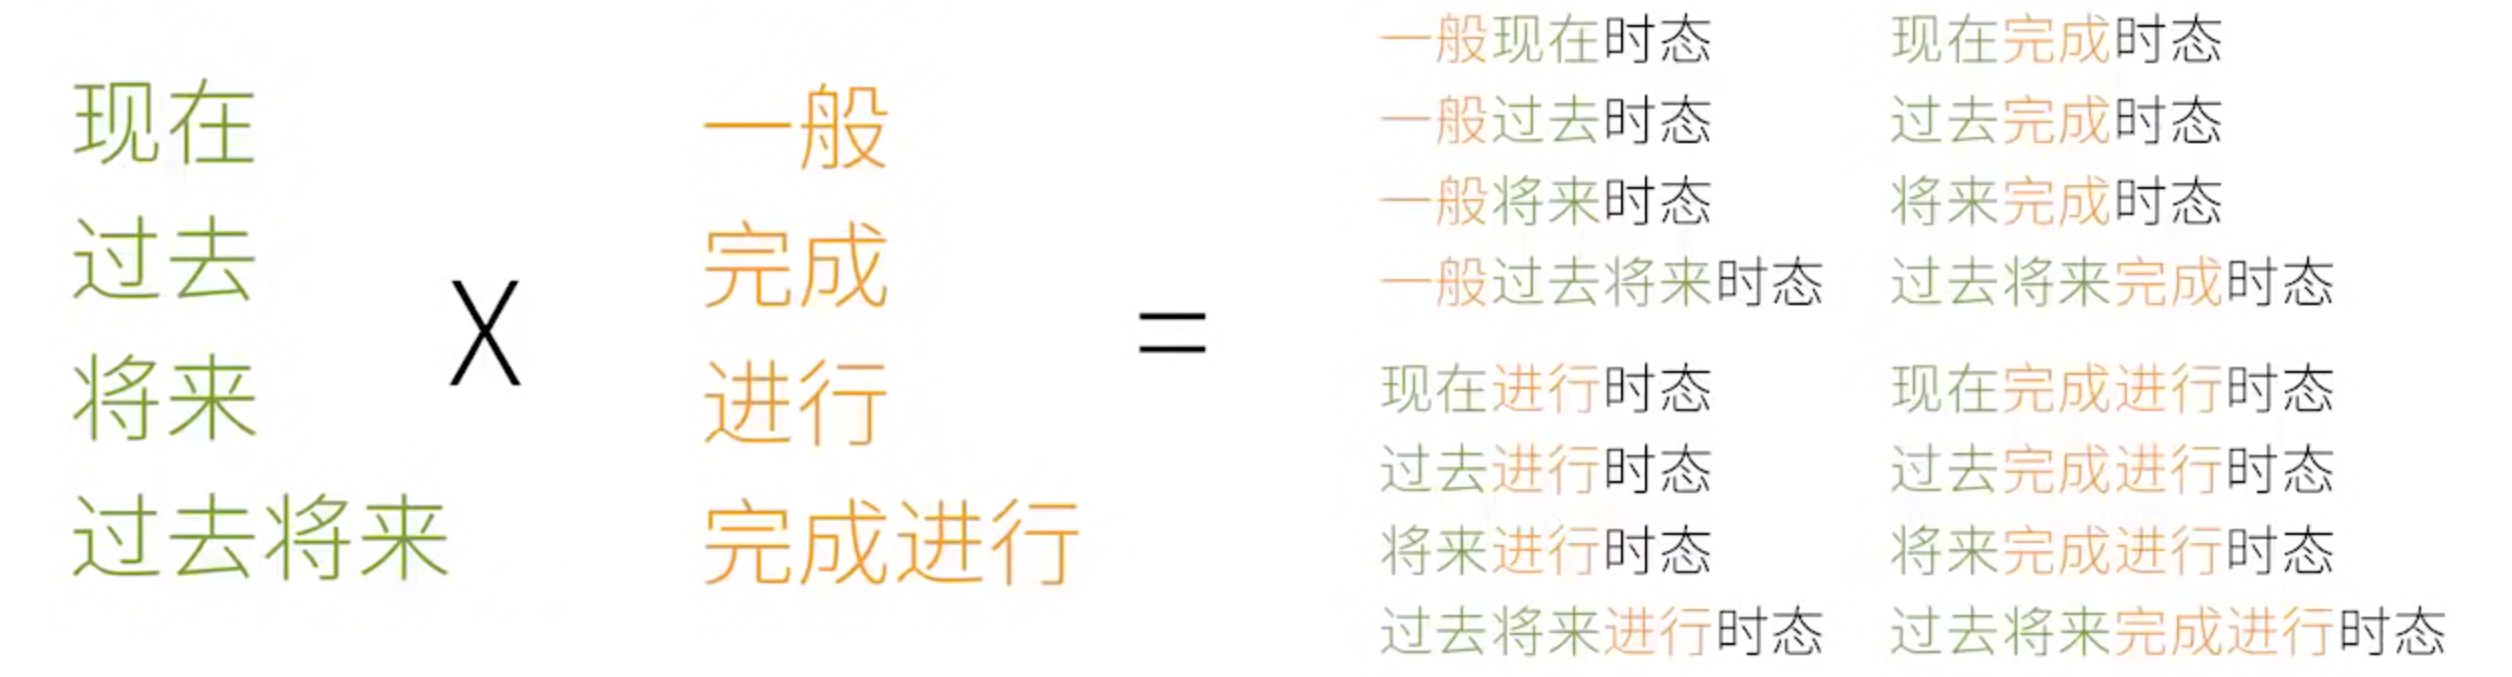 现在
过去
将来
过去将来
X
一般
完成
进行
完成进行
=
一般现在时态
一般过去时态
一般将来时态
一般过去将来时态
现在完成时态
过去完成时态
将来完成时态
过去将来完成时态
现在进行时态
过去进行时态
将来进行时态
过去将来进行时态
现在完成进行时态
过去完成进行时态
将来完成进行时态
过去将来完成进行时态